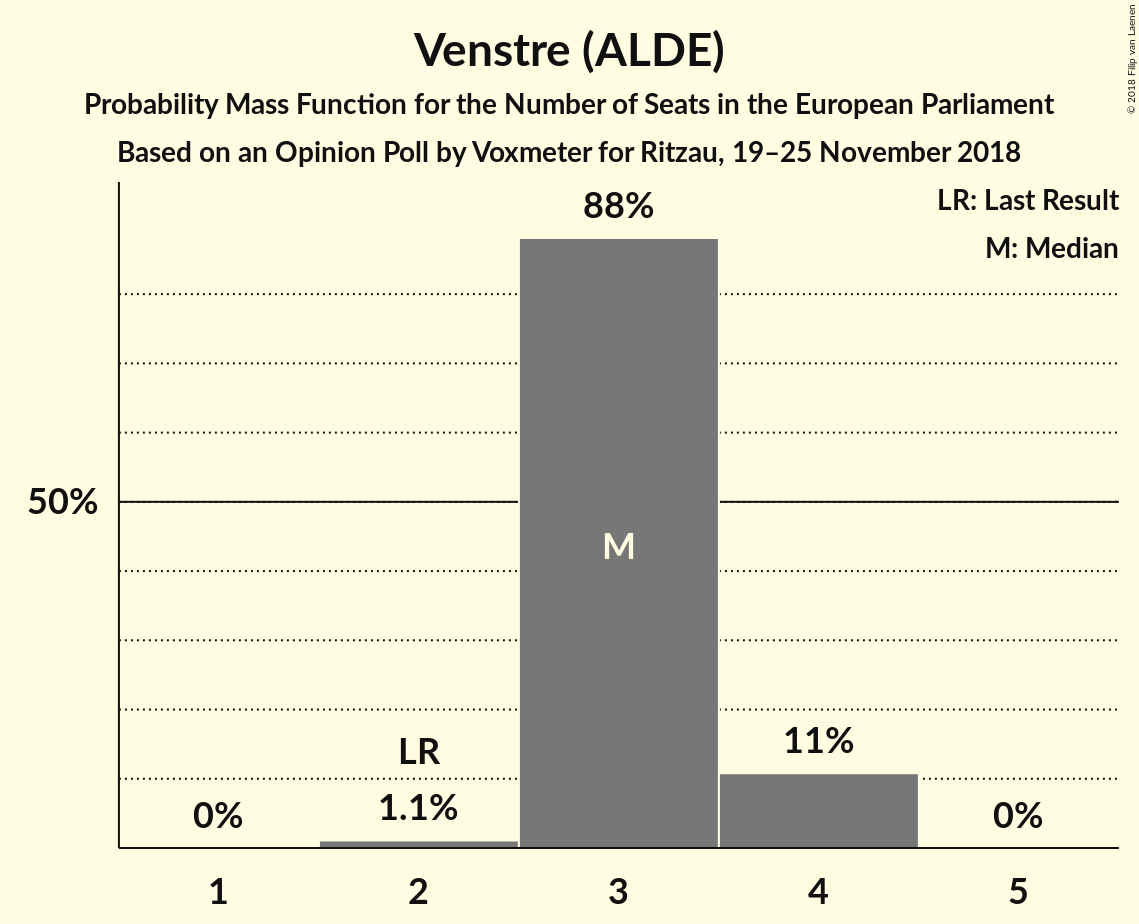 Venstre (ALDE)
Probability Mass Function for the Number of Seats in the European Parliament
Based on an Opinion Poll by Voxmeter for Ritzau, 19–25 November 2018
© 2018 Filip van Laenen
LR: Last Result
M: Median
88%
50%
M
LR
11%
0%
1.1%
0%
1
2
3
4
5